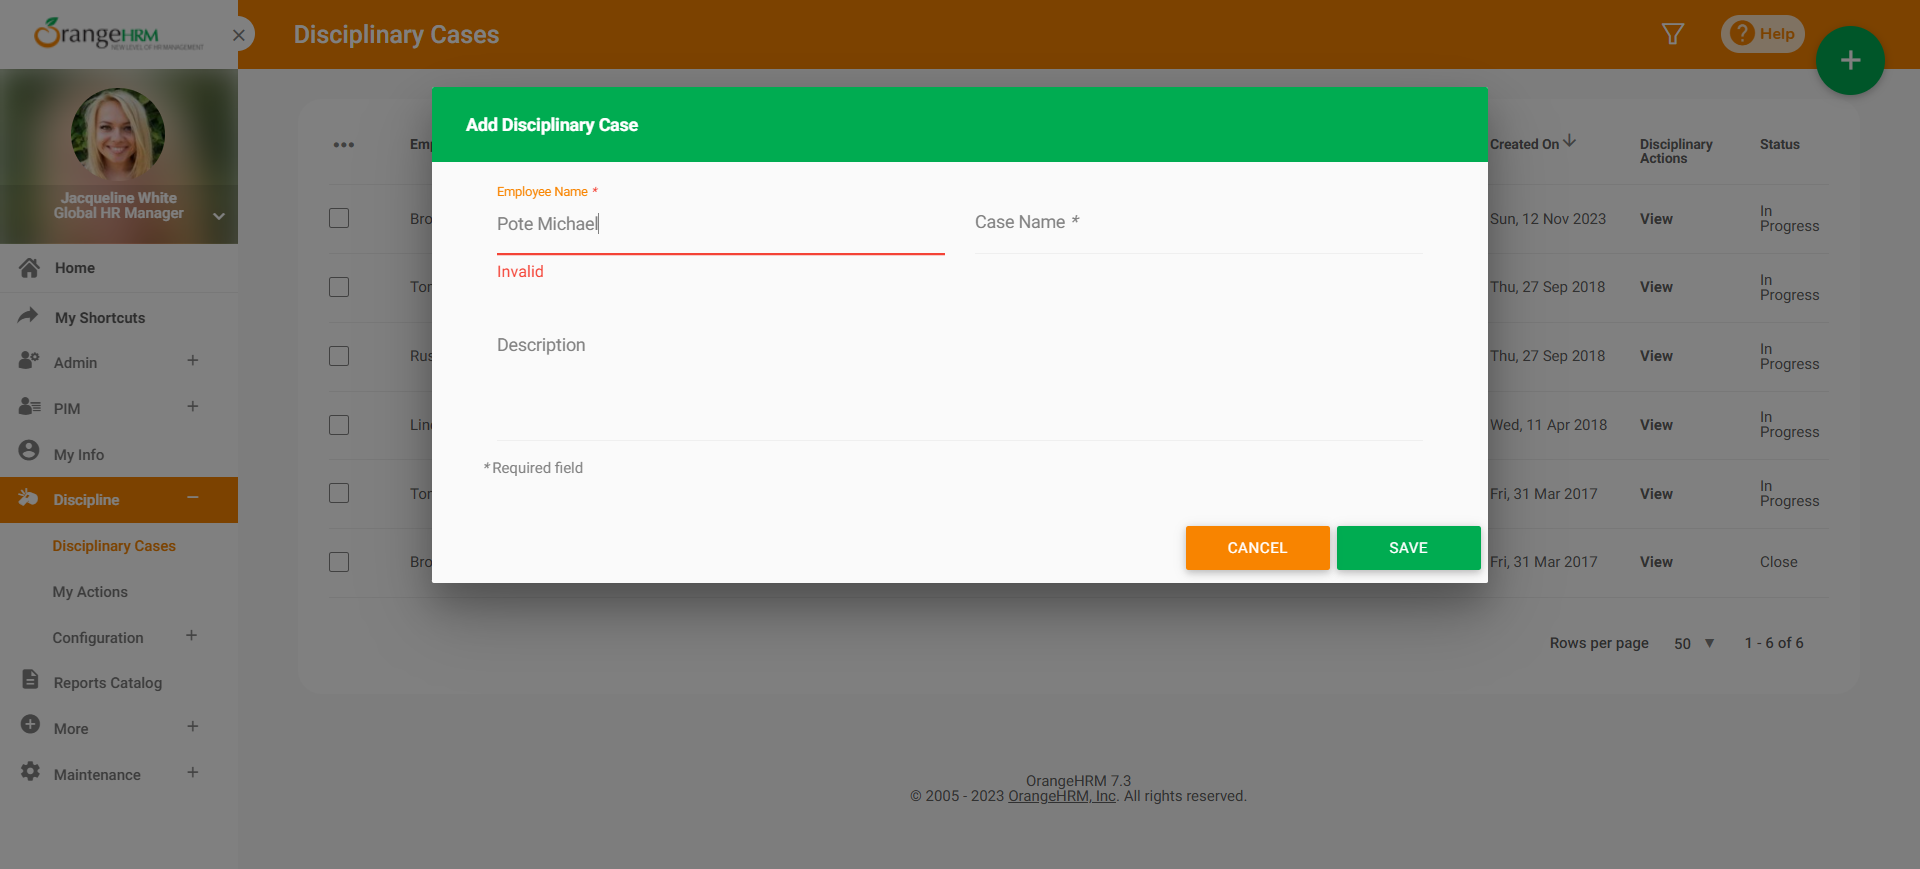 OrangeHRM
NEW LEVEL OF HR MANAGEMENT
Disciplinary Cases
? Help
+
Jacqueline White
Global HR Manager
Home
My Shortcuts
Admin +
PIM +
My Info
Discipline −
Disciplinary Cases
My Actions
Configuration +
Reports Catalog
More +
Maintenance +
Add Disciplinary Case
Employee Name *
Pote Michael
Invalid
Case Name *
Description
* Required field
CANCEL
SAVE
Emp
Created On
Disciplinary
Actions
Status
Bro
Sun, 12 Nov 2023
View
In
Progress
Thu, 27 Sep 2018
View
In
Progress
Rus
Thu, 27 Sep 2018
View
In
Progress
Wed, 11 Apr 2018
View
In
Progress
Fri, 31 Mar 2017
View
In
Progress
Bro
Fri, 31 Mar 2017
View
Close
Rows per page 50 1 - 6 of 6
OrangeHRM 7.3
© 2005 - 2023 OrangeHRM, Inc. All rights reserved.